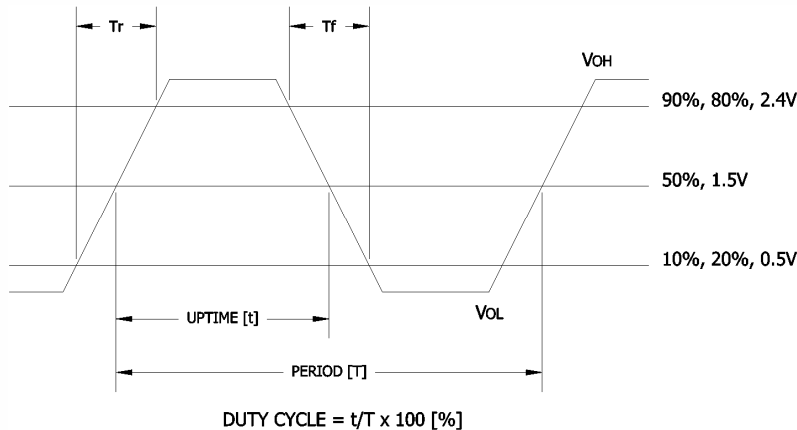 Tr
Tf
VOH
90%, 80%, 2.4V
50%, 1.5V
10%, 20%, 0.5V
VOL
UPTIME [t]
PERIOD [T]
DUTY CYCLE = t/T x 100 [%]